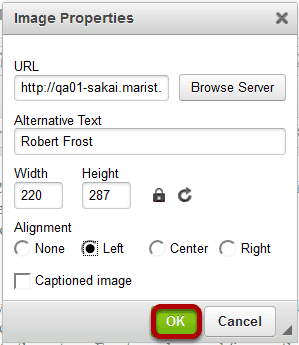 Image Properties
URL
http://qa01-sakai.marist. Browse Server
Alternative Text
Robert Frost
Width Height
220 287
Alignment
None Left Center Right
Captioned image
OK Cancel